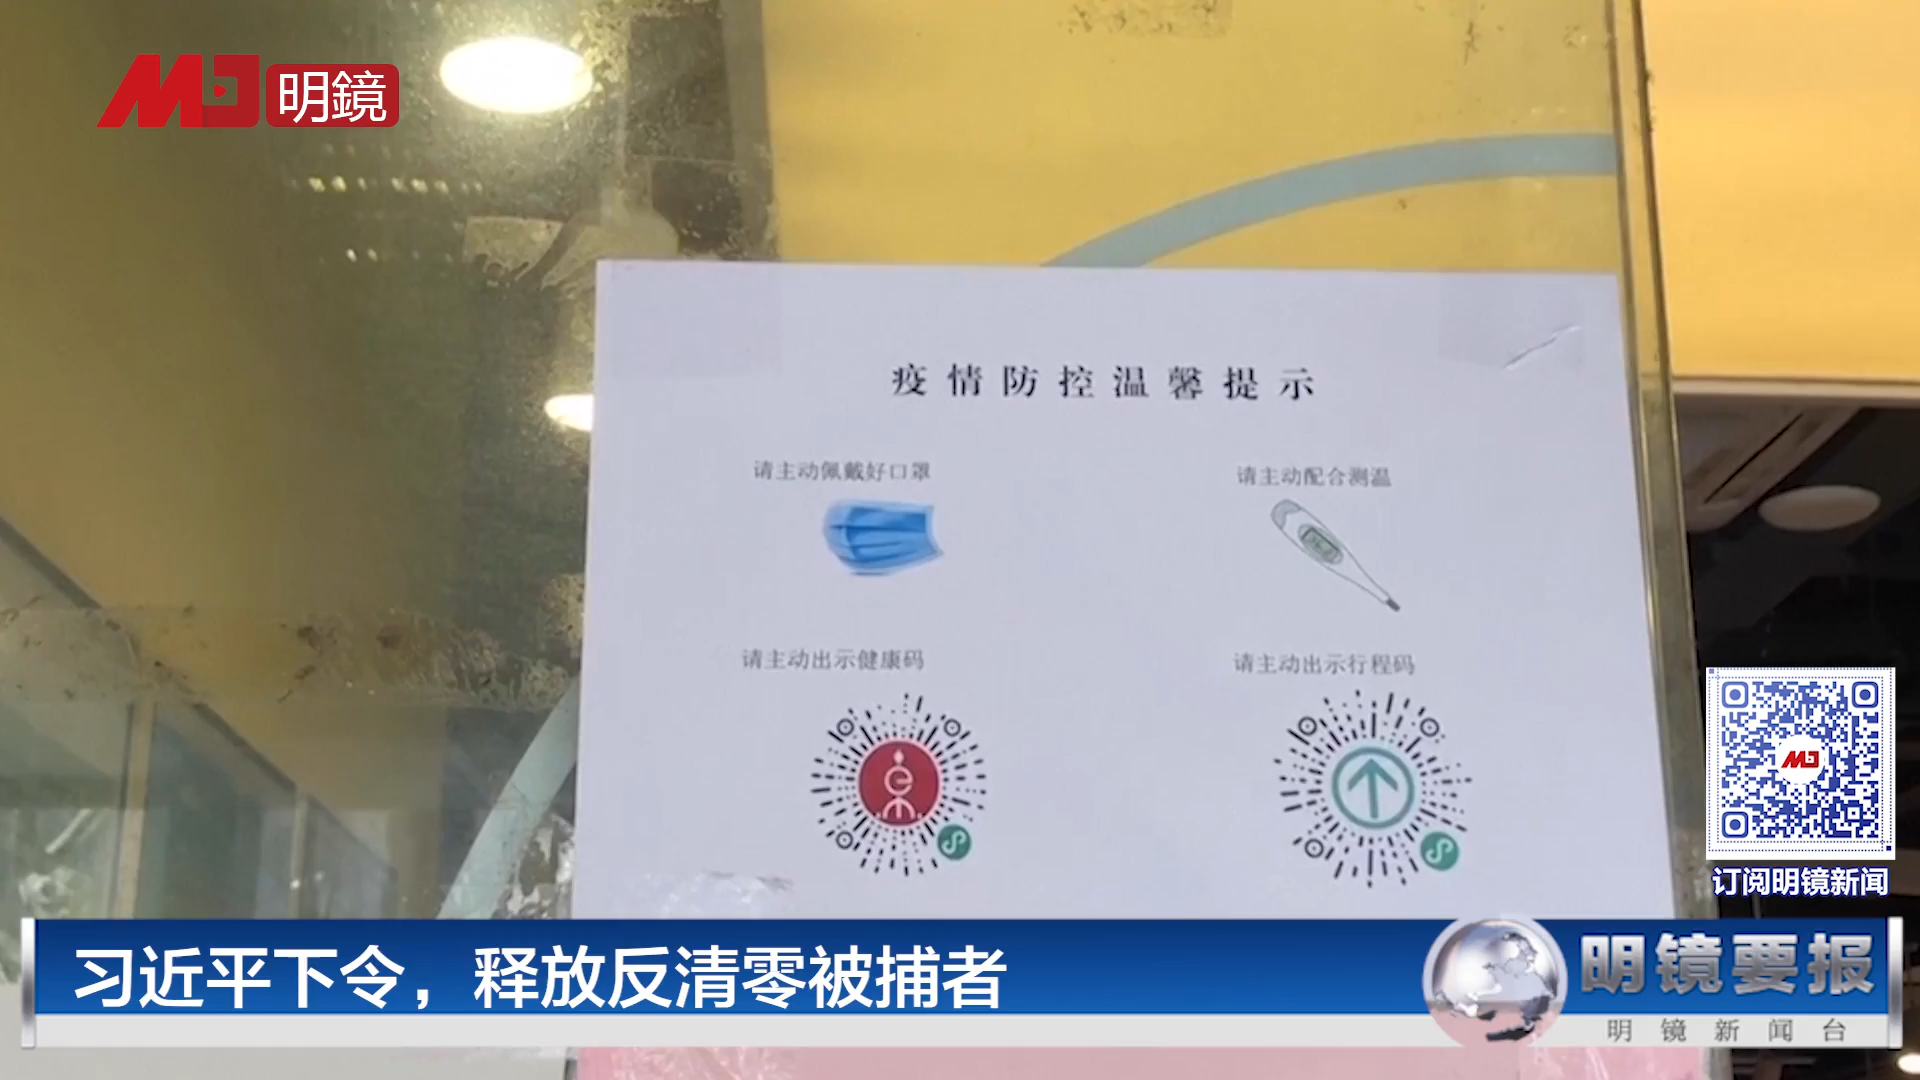 明鏡
疫情防控温馨提示
请主动佩戴好口罩
请主动配合测温
请主动出示健康码
请主动出示行程码
订阅明镜新闻
习近平下令，释放反清零被捕者
明镜要报
明镜新闻台